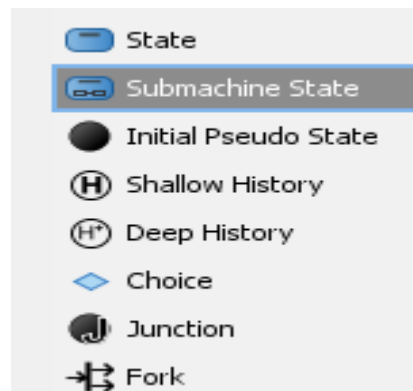 State
Submachine State
Initial Pseudo State
H Shallow History
H* Deep History
Choice
J Junction
Fork